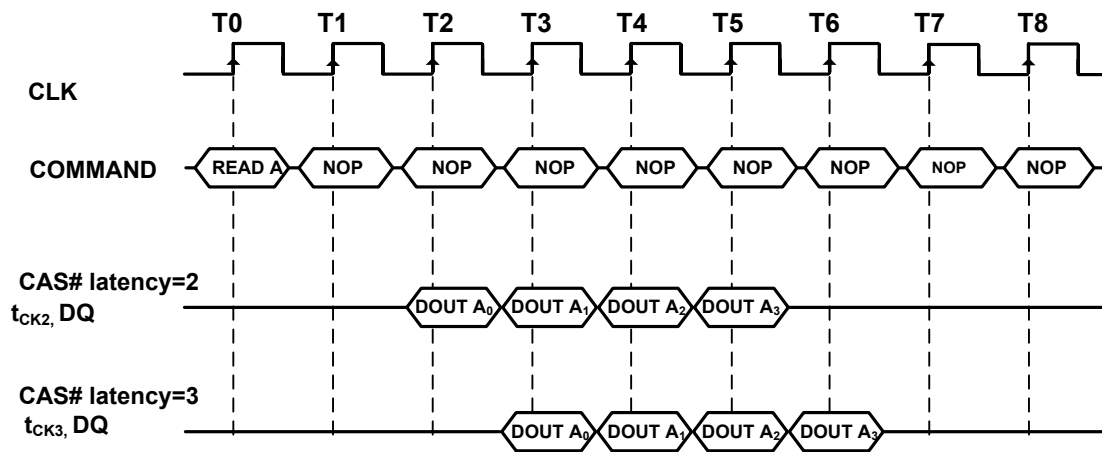 T0 T1 T2 T3 T4 T5 T6 T7 T8
CLK
COMMAND READ A NOP NOP NOP NOP NOP NOP NOP NOP
CAS# latency=2
tCK2, DQ DOUT A0 DOUT A1 DOUT A2 DOUT A3
CAS# latency=3
tCK3, DQ DOUT A0 DOUT A1 DOUT A2 DOUT A3